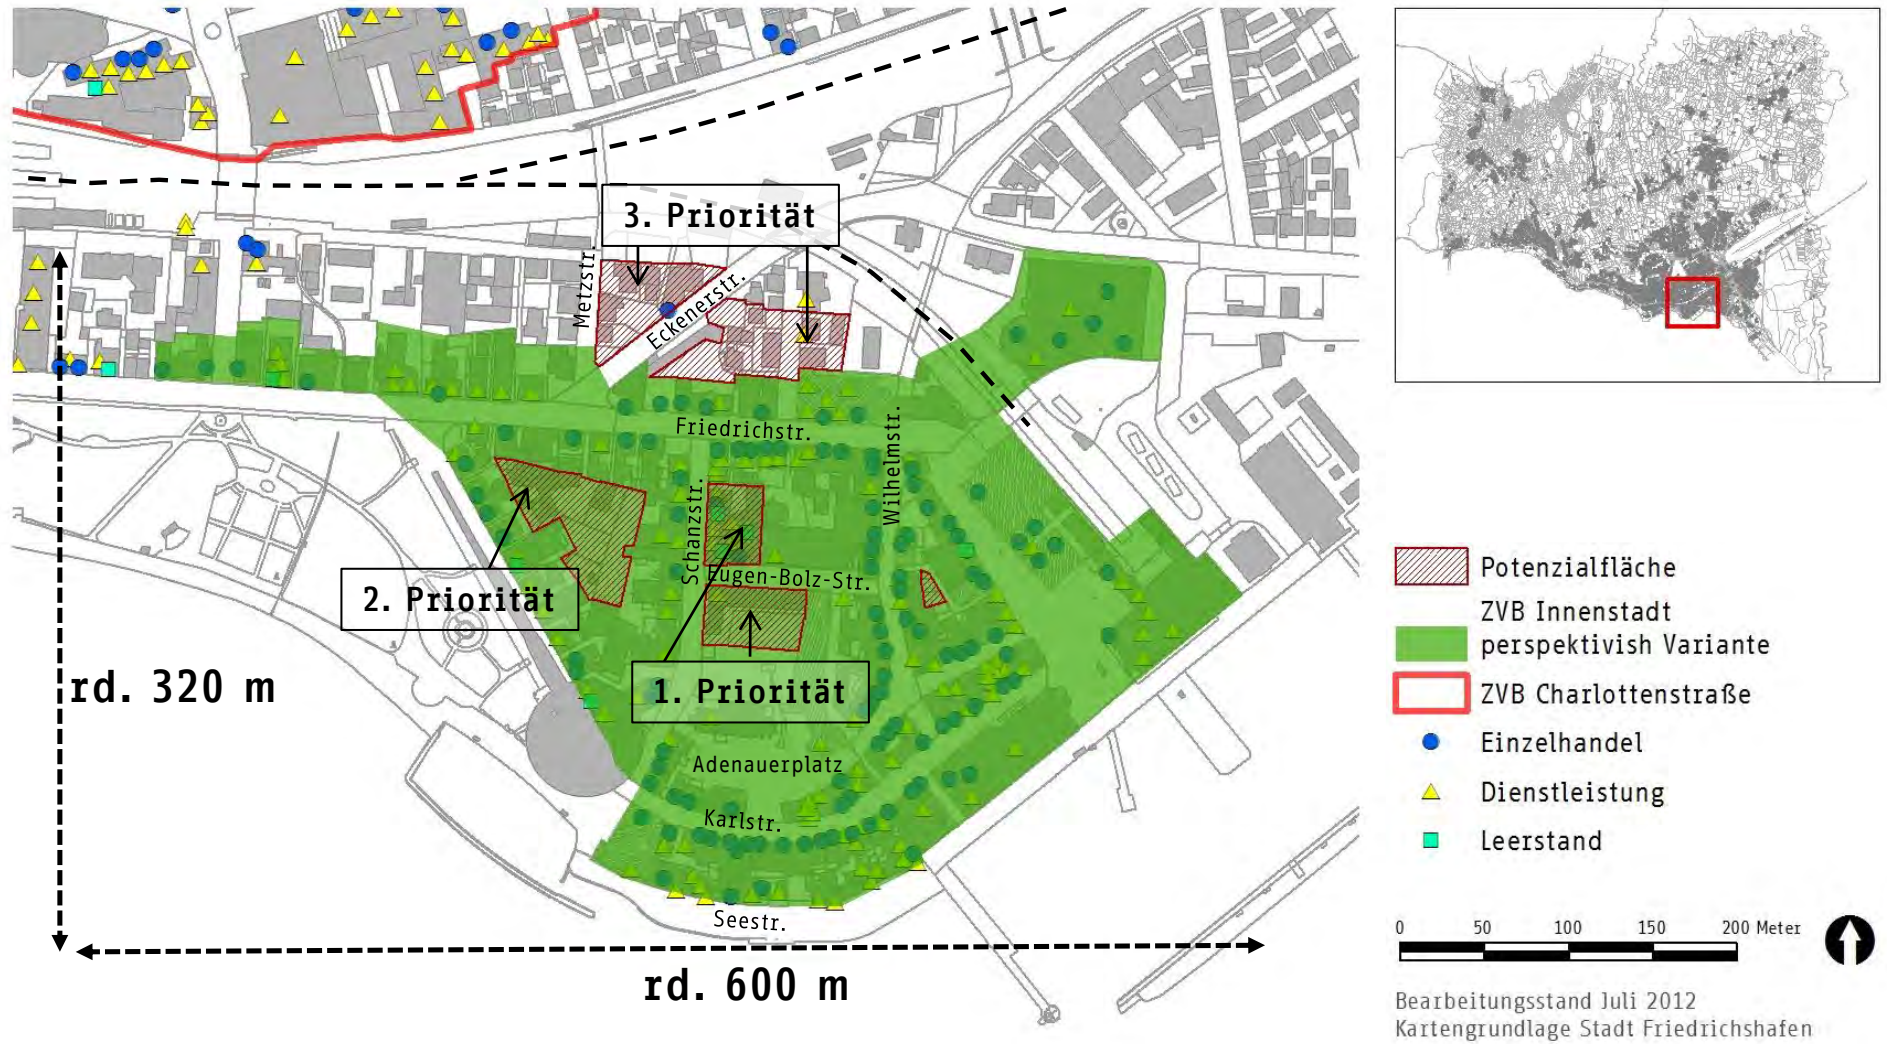 3. Priorität
Metzstr.
Eckenerstr.
Friedrichstr.
Wilhelmstr.
Schanzstr.
Eugen-Bolz-Str.
2. Priorität
1. Priorität
rd. 320 m
Adenauerplatz
Karlstr.
Seestr.
rd. 600 m
Potenzialfläche
ZVB Innenstadt
perspektivish Variante
ZVB Charlottenstraße
Einzelhandel
Dienstleistung
Leerstand
0 50 100 150 200 Meter
Bearbeitungsstand Juli 2012
Kartengrundlage Stadt Friedrichshafen